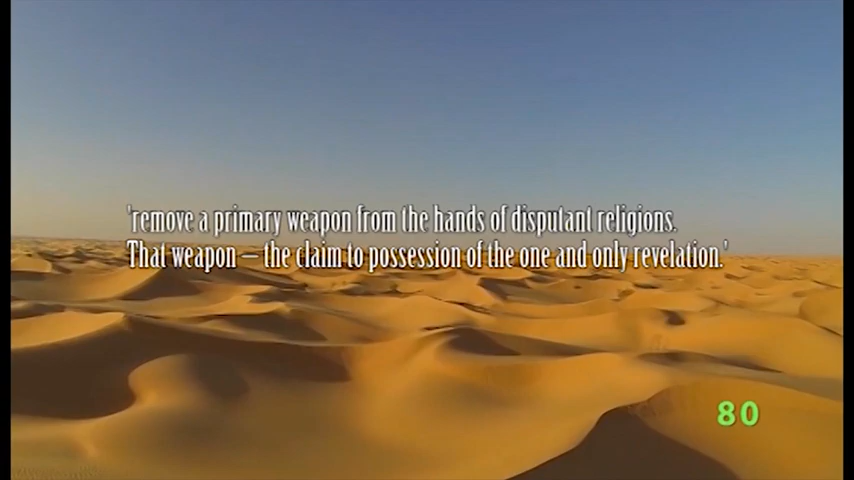 'remove a primary weapon from the hands of disputant religions.
That weapon – the claim to possession of the one and only revelation.'
80